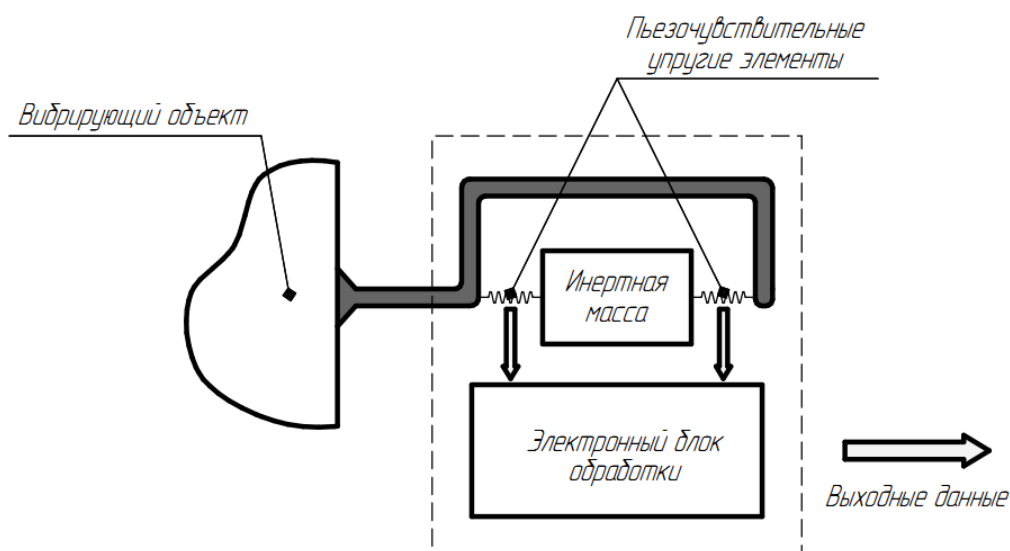 Пьезочувствительные
упругие элементы
Вибрирующий объект
Инертная
масса
Электронный блок
обработки
Выходные данные